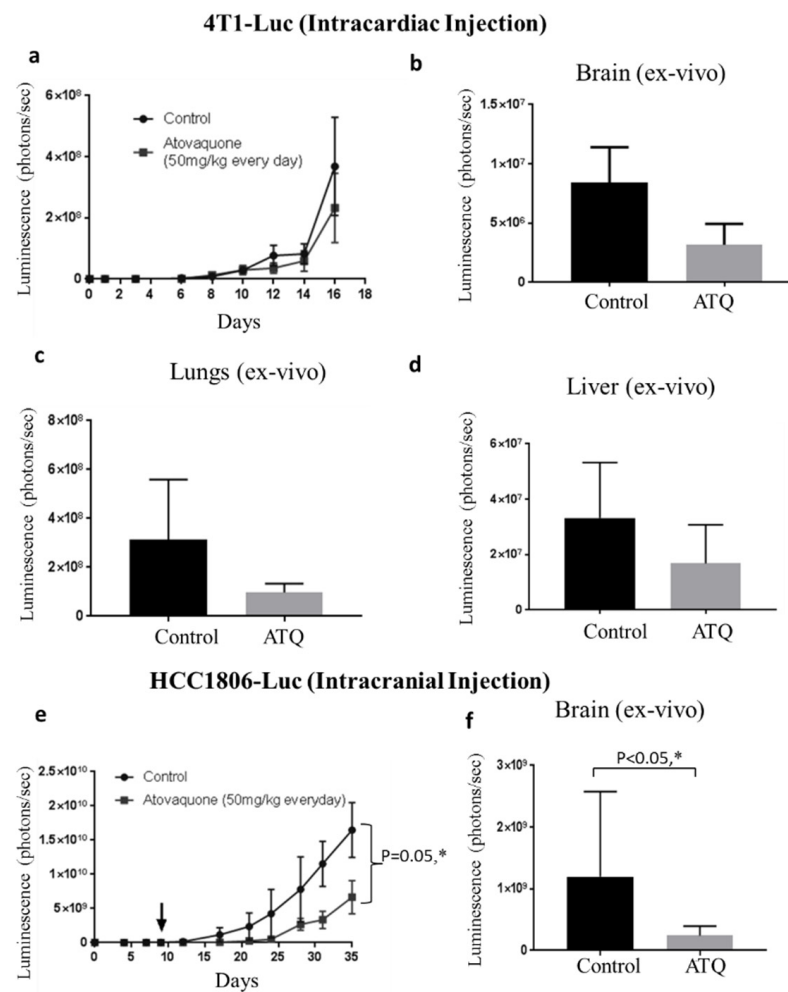 4T1-Luc (Intracardiac Injection)
a
Luminescence (photons/sec)
6×10⁸
4×10⁸
2×10⁸
0
Control
Atovaquone
(50mg/kg every day)
0 2 4 6 8 10 12 14 16 18
Days
b
Brain (ex-vivo)
Luminescence (photons/sec)
1.5×10⁷
1×10⁷
5×10⁶
0
Control ATQ
c
Lungs (ex-vivo)
Luminescence (photons/sec)
8×10⁸
6×10⁸
4×10⁸
2×10⁸
0
Control ATQ
d
Liver (ex-vivo)
Luminescence (photons/sec)
6×10⁷
4×10⁷
2×10⁷
0
Control ATQ
HCC1806-Luc (Intracranial Injection)
e
Luminescence (photons/sec)
2.5×10¹⁰
2×10¹⁰
1×10¹⁰
5×10⁹
0
Control
Atovaquone (50mg/kg everyday)
P=0.05,*
0 5 10 15 20 25 30 35
Days
f
Brain (ex-vivo)
Luminescence (photons/sec)
3×10⁹
2×10⁹
1×10⁹
0
P<0.05,*
Control ATQ